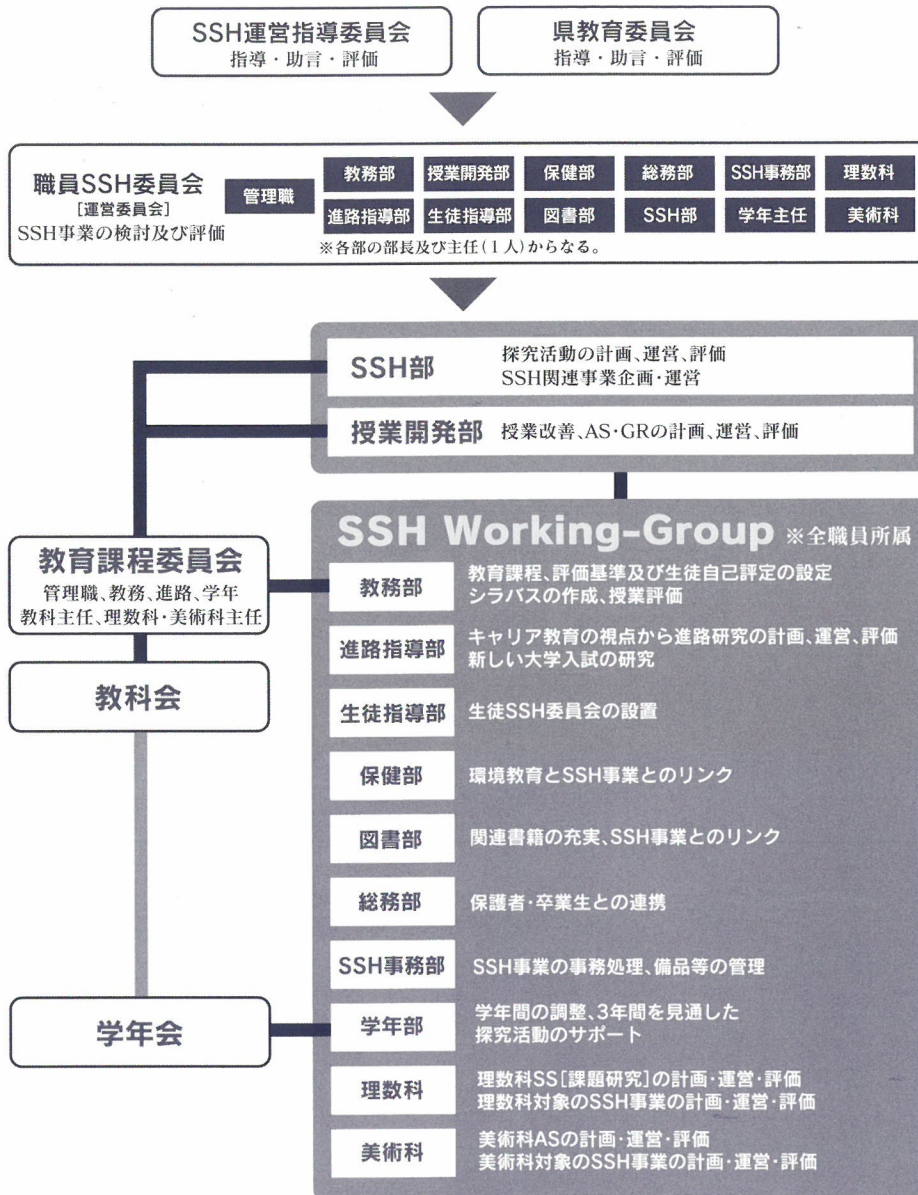 SSH運営指導委員会
指導・助言・評価
県教育委員会
指導・助言・評価
職員SSH委員会
[運営委員会]
SSH事業の検討及び評価
管理職
教務部
授業開発部
保健部
総務部
SSH事務部
理数科
進路指導部
生徒指導部
図書部
SSH部
学年主任
美術科
※各部の部長及び主任(1人)からなる。
SSH部
探究活動の計画、運営、評価
SSH関連事業企画・運営
授業開発部
授業改善、AS・GRの計画、運営、評価
教育課程委員会
管理職、教務、進路、学年
教科主任、理数科・美術科主任
教科会
学年会
SSH Working-Group ※全職員所属
教務部
教育課程、評価基準及び生徒自己評定の設定
シラバスの作成、授業評価
進路指導部
キャリア教育の視点から進路研究の計画、運営、評価
新しい大学入試の研究
生徒指導部
生徒SSH委員会の設置
保健部
環境教育とSSH事業とのリンク
図書部
関連書籍の充実、SSH事業とのリンク
総務部
保護者・卒業生との連携
SSH事務部
SSH事業の事務処理、備品等の管理
学年部
学年間の調整、3年間を見通した
探究活動のサポート
理数科
理数科SS[課題研究]の計画・運営・評価
理数科対象のSSH事業の計画・運営・評価
美術科
美術科ASの計画・運営・評価
美術科対象のSSH事業の計画・運営・評価